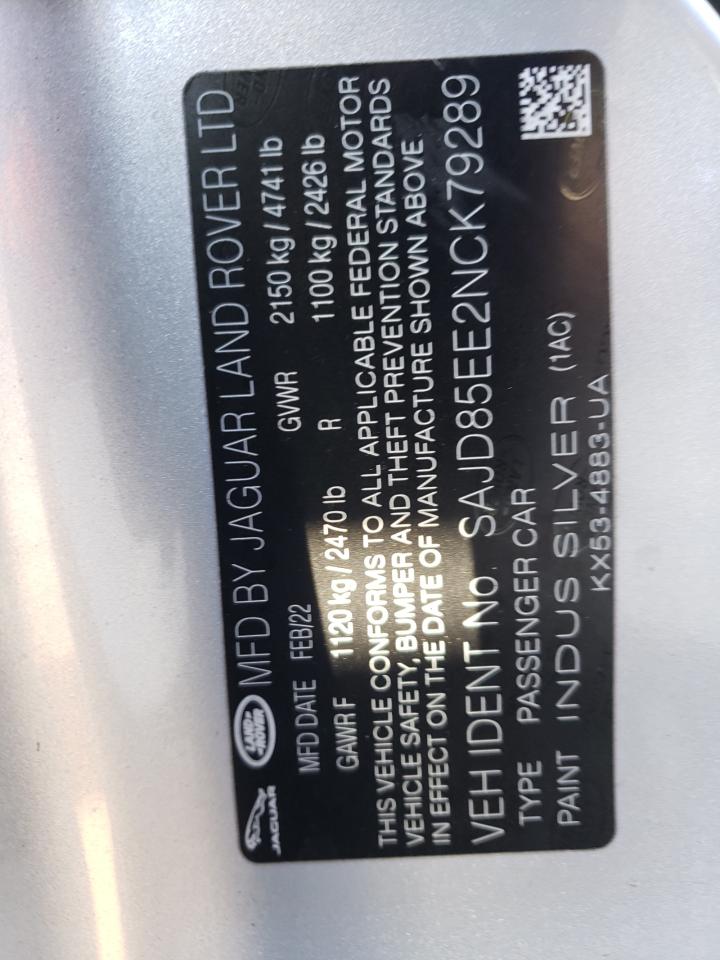 JAGUAR
LAND ROVER
MFD BY JAGUAR LAND ROVER LTD
MFD DATE FEB/22 GVWR 2150 kg / 4741 lb
GAWR F 1120 kg / 2470 lb R 1100 kg / 2426 lb
THIS VEHICLE CONFORMS TO ALL APPLICABLE FEDERAL MOTOR
VEHICLE SAFETY, BUMPER AND THEFT PREVENTION STANDARDS
IN EFFECT ON THE DATE OF MANUFACTURE SHOWN ABOVE.
VEH IDENT No SAJD85EE2NCK79289
TYPE PASSENGER CAR
PAINT INDUS SILVER (1AC)
KX53-4883-UA